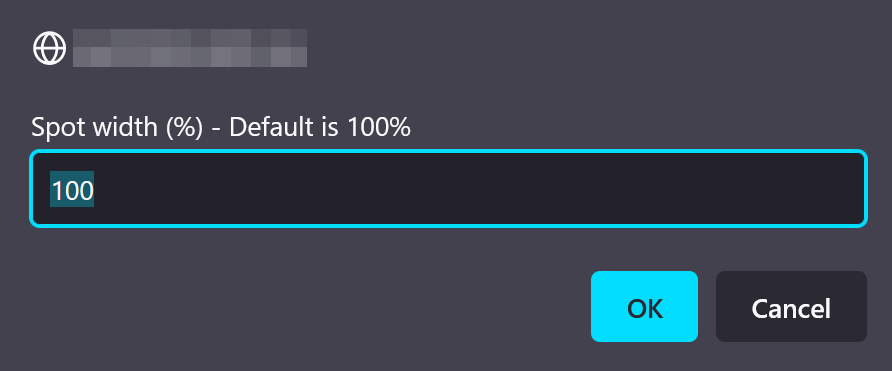 Spot width (%) - Default is 100%
100
OK
Cancel